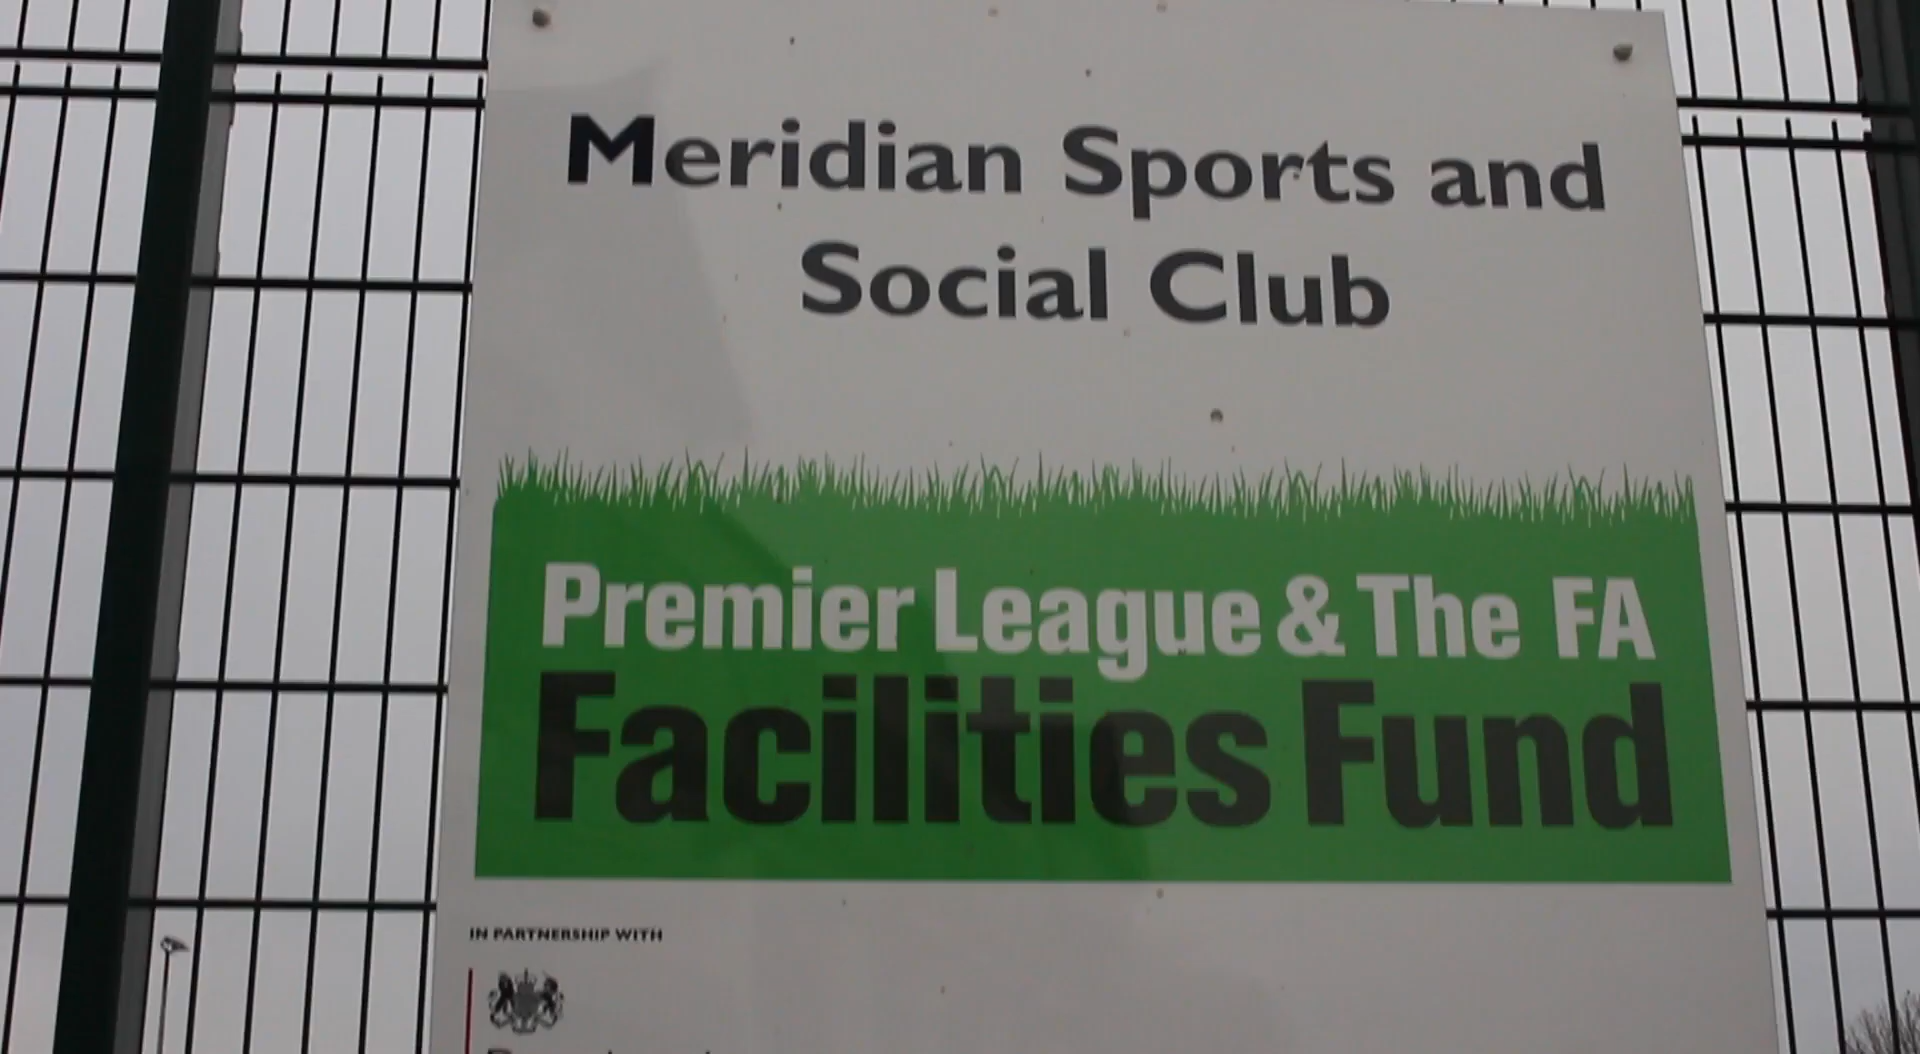 Meridian Sports and
Social Club
Premier League & The FA
Facilities Fund
IN PARTNERSHIP WITH